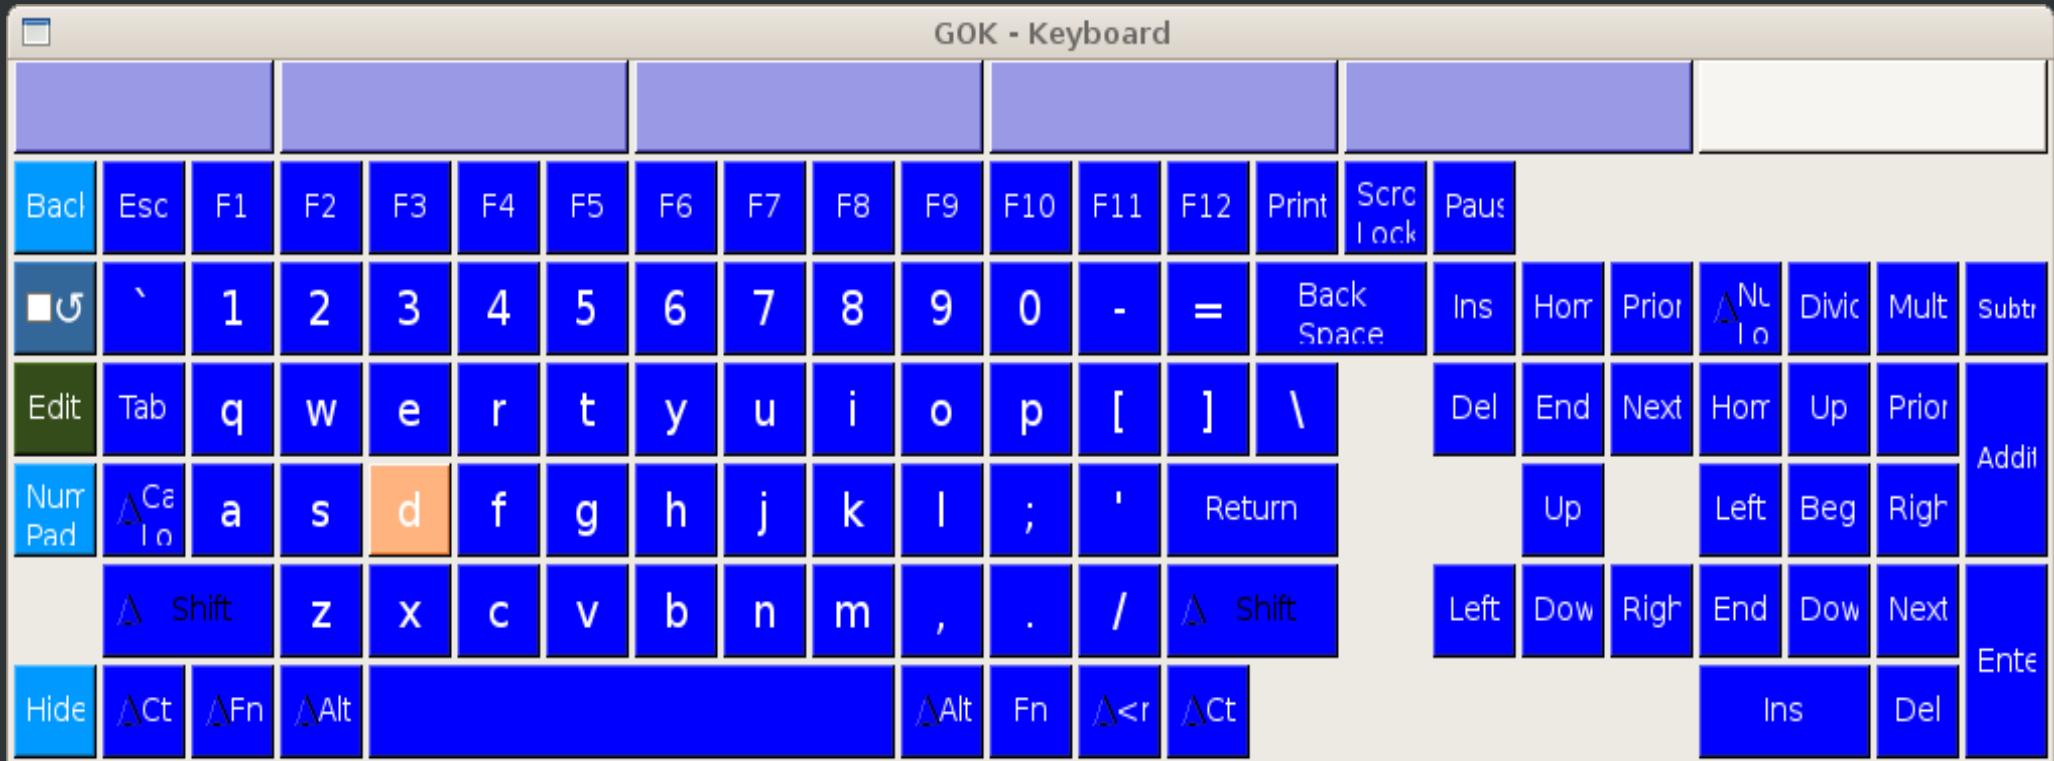 GOK - Keyboard
Back Esc F1 F2 F3 F4 F5 F6 F7 F8 F9 F10 F11 F12 Print Scro Lock Paus
↺ ` 1 2 3 4 5 6 7 8 9 0 - = Back Space Ins Hom Prior Nu Lo Divid Mult Subtr
Edit Tab q w e r t y u i o p [ ] \ Del End Next Hom Up Prior
Addit
Num Pad Ca Lo a s d f g h j k l ; ' Return Up Left Beg Righ
Shift z x c v b n m , . / Shift Left Dow Righ End Dow Next
Ente
Hide Ct Fn Alt Alt Fn <r Ct Ins Del